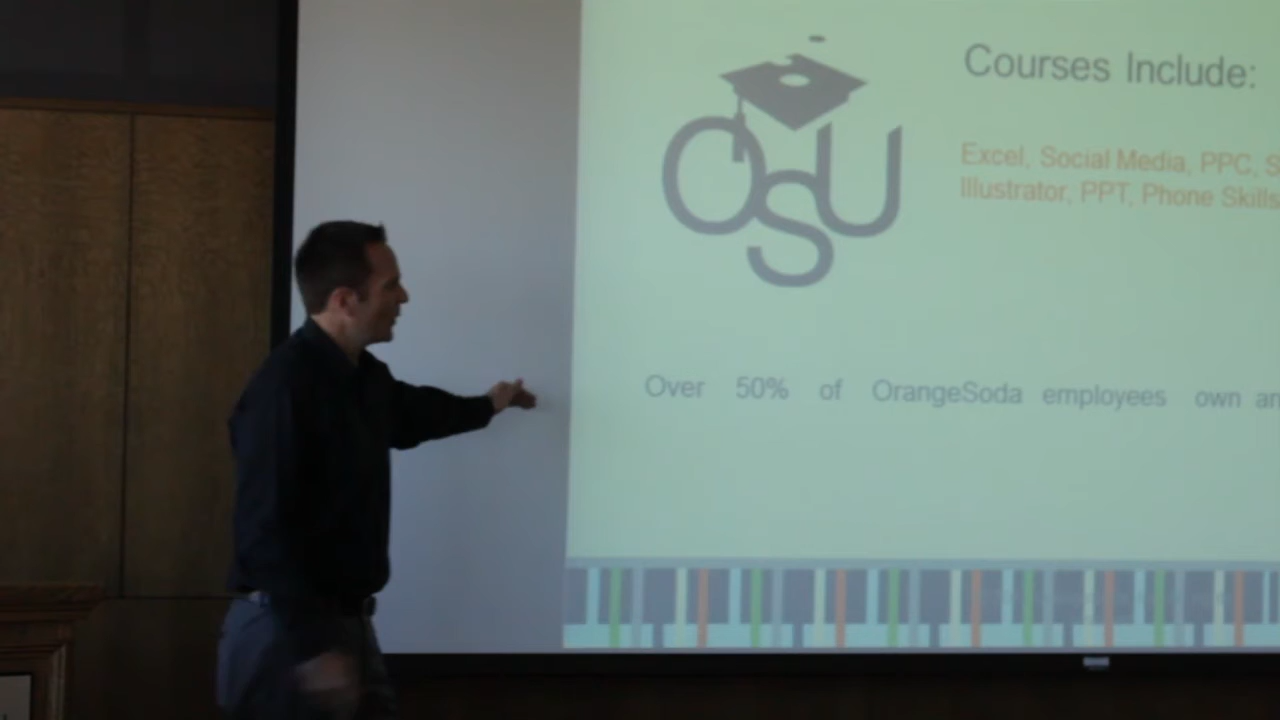 OSU
Courses Include:
Excel, Social Media, PPC,
Illustrator, PPT, Phone Skills
Over 50% of OrangeSoda employees own